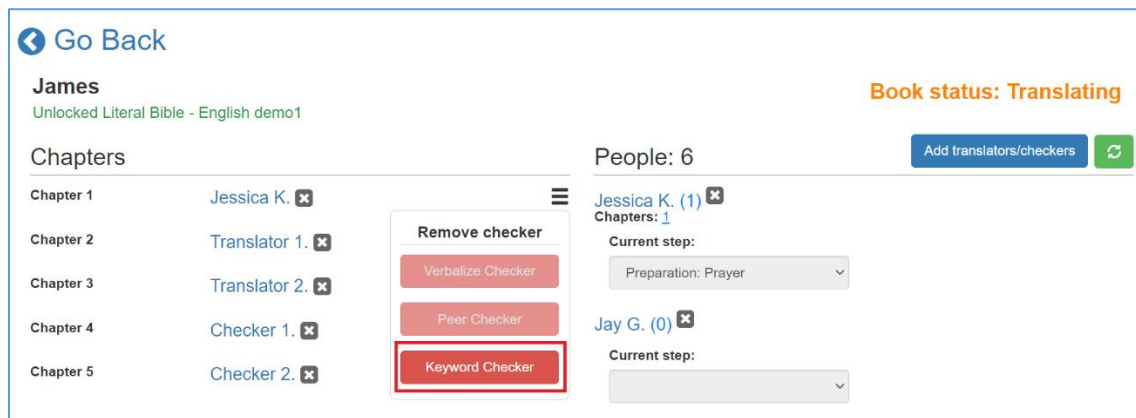 Go Back
James
Unlocked Literal Bible - English demo1
Book status: Translating
Chapters
Chapter 1 Jessica K.
Chapter 2 Translator 1.
Chapter 3 Translator 2.
Chapter 4 Checker 1.
Chapter 5 Checker 2.
Remove checker
Verbalize Checker
Peer Checker
Keyword Checker
People: 6
Add translators/checkers
Jessica K. (1)
Chapters: 1
Current step:
Preparation: Prayer
Jay G. (0)
Current step: